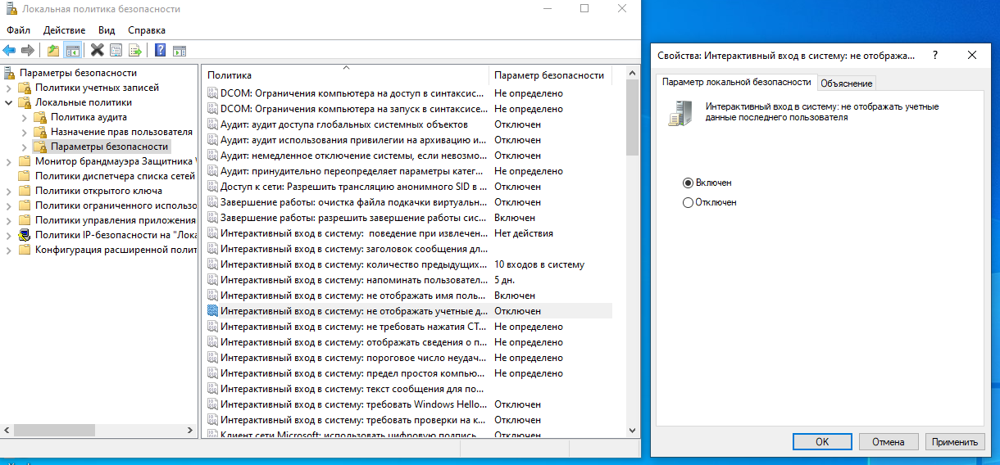 Локальная политика безопасности
Файл Действие Вид Справка
Параметры безопасности
Политики учетных записей
Локальные политики
Политика аудита
Назначение прав пользователя
Параметры безопасности
Монитор брандмауэра Защитника
Политики диспетчера списка сетей
Политики открытого ключа
Политики ограниченного использо
Политики управления приложения
Политики IP-безопасности на "Лока
Конфигурация расширенной полит
Политика Параметр безопасности
DCOM: Ограничения компьютера на доступ в синтаксис... Не определено
DCOM: Ограничения компьютера на запуск в синтаксисе... Не определено
Аудит: аудит доступа глобальных системных объектов Отключен
Аудит: аудит использования привилегии на архивацию и... Отключен
Аудит: немедленное отключение системы, если невозмо... Отключен
Аудит: принудительно переопределяет параметры катег... Не определено
Доступ к сети: Разрешить трансляцию анонимного SID в ... Отключен
Завершение работы: очистка файла подкачки виртуальн... Отключен
Завершение работы: разрешить завершение работы сис... Включен
Интерактивный вход в систему:  поведение при извлечен... Нет действия
Интерактивный вход в систему: заголовок сообщения дл...
Интерактивный вход в систему: количество предыдущих... 10 входов в систему
Интерактивный вход в систему: напоминать пользовател... 5 дн.
Интерактивный вход в систему: не отображать имя поль... Включен
Интерактивный вход в систему: не отображать учетные д... Отключен
Интерактивный вход в систему: не требовать нажатия CT... Не определено
Интерактивный вход в систему: отображать сведения о п... Не определено
Интерактивный вход в систему: пороговое число неудач... Не определено
Интерактивный вход в систему: предел простоя компью... Не определено
Интерактивный вход в систему: текст сообщения для по...
Интерактивный вход в систему: требовать Windows Hello... Отключен
Интерактивный вход в систему: требовать проверки на к... Отключен
Клиент сети Microsoft: использовать цифровую подпись Отключен
Свойства: Интерактивный вход в систему: не отобража...
Параметр локальной безопасности Объяснение
Интерактивный вход в систему: не отображать учетные
данные последнего пользователя
Включен
Отключен
OK Отмена Применить